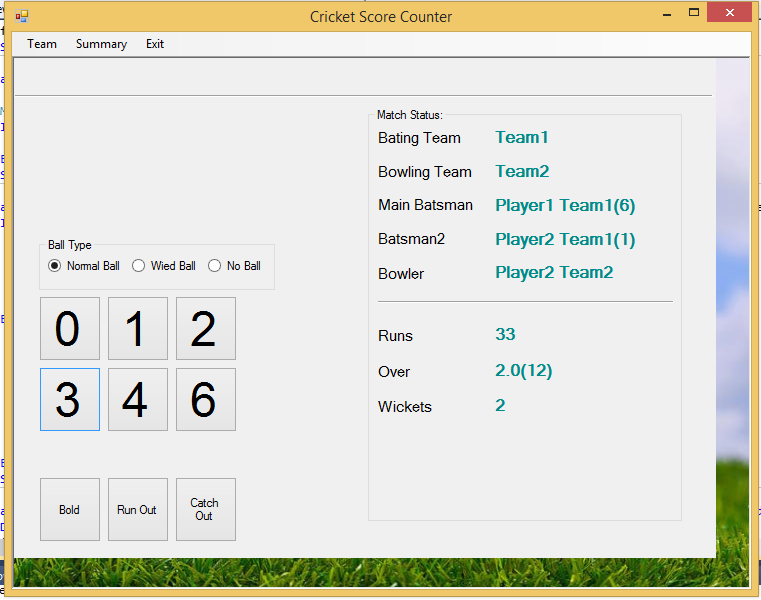 Cricket Score Counter
Team Summary Exit
Match Status:
Bating Team Team1
Bowling Team Team2
Main Batsman Player1 Team1(6)
Batsman2 Player2 Team1(1)
Bowler Player2 Team2
Runs 33
Over 2.0(12)
Wickets 2
Ball Type
Normal Ball Wied Ball No Ball
0 1 2
3 4 6
Bold Run Out Catch
Out